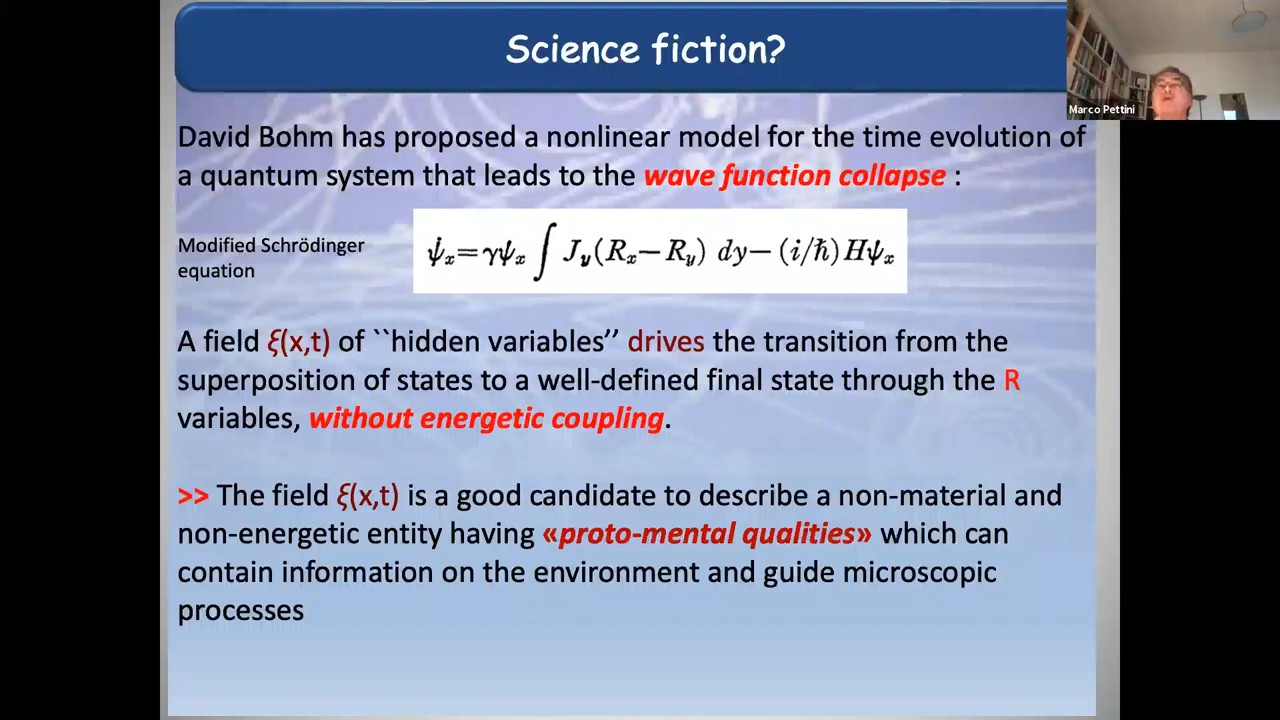 Science fiction?
Marco Pettini
David Bohm has proposed a nonlinear model for the time evolution of
a quantum system that leads to the wave function collapse :
Modified Schrödinger
equation
ψ̇ₓ=γψₓ ∫ J_y(Rₓ−R_y) dy−(i/ħ)Hψₓ
A field ξ(x,t) of ``hidden variables’’ drives the transition from the
superposition of states to a well-defined final state through the R
variables, without energetic coupling.
>> The field ξ(x,t) is a good candidate to describe a non-material and
non-energetic entity having «proto-mental qualities» which can
contain information on the environment and guide microscopic
processes